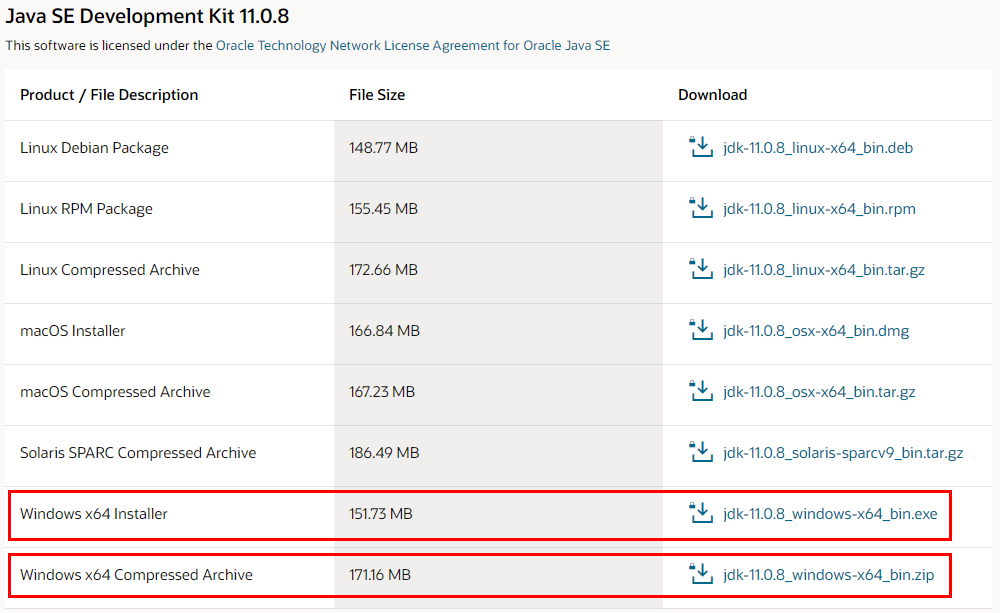 Java SE Development Kit 11.0.8
This software is licensed under the Oracle Technology Network License Agreement for Oracle Java SE
Product / File Description File Size Download
Linux Debian Package 148.77 MB jdk-11.0.8_linux-x64_bin.deb
Linux RPM Package 155.45 MB jdk-11.0.8_linux-x64_bin.rpm
Linux Compressed Archive 172.66 MB jdk-11.0.8_linux-x64_bin.tar.gz
macOS Installer 166.84 MB jdk-11.0.8_osx-x64_bin.dmg
macOS Compressed Archive 167.23 MB jdk-11.0.8_osx-x64_bin.tar.gz
Solaris SPARC Compressed Archive 186.49 MB jdk-11.0.8_solaris-sparcv9_bin.tar.gz
Windows x64 Installer 151.73 MB jdk-11.0.8_windows-x64_bin.exe
Windows x64 Compressed Archive 171.16 MB jdk-11.0.8_windows-x64_bin.zip